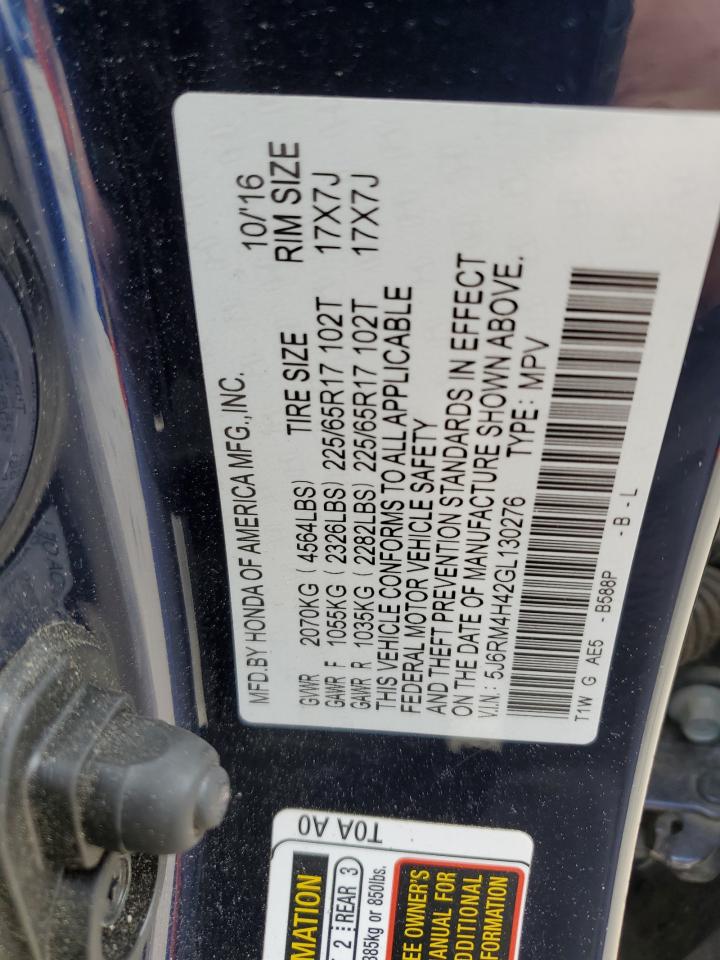 MFD.BY HONDA OF AMERICA MFG.,INC. 10/'16
GVWR 2070KG (4564LBS) TIRE SIZE RIM SIZE
GAWR F 1055KG (2326LBS) 225/65R17 102T 17X7J
GAWR R 1035KG (2282LBS) 225/65R17 102T 17X7J
THIS VEHICLE CONFORMS TO ALL APPLICABLE
FEDERAL MOTOR VEHICLE SAFETY
AND THEFT PREVENTION STANDARDS IN EFFECT
ON THE DATE OF MANUFACTURE SHOWN ABOVE.
V.I.N.: 5J6RM4H42GL130276 TYPE: MPV
T1W G AE5 -B588P -B-L
T0A A0
MATION
2 REAR 3
385kg or 850lbs.
EE OWNER'S
ANUAL FOR
DDITIONAL
FORMATION